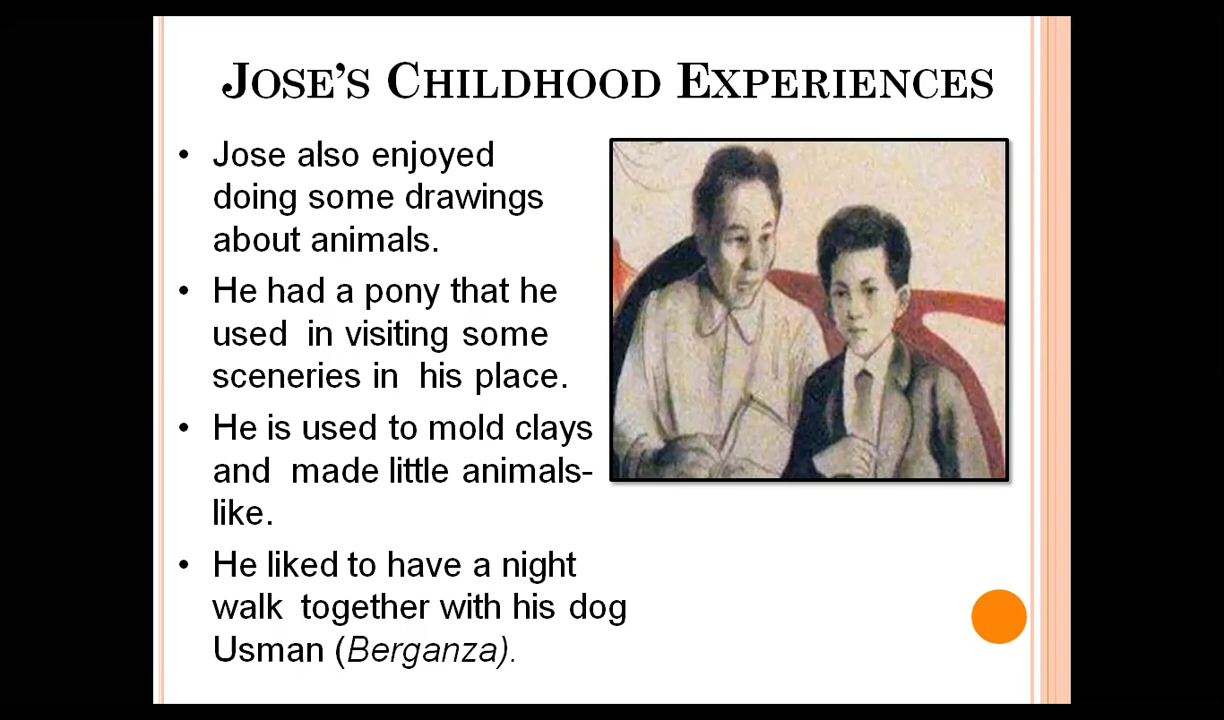 JOSE'S CHILDHOOD EXPERIENCES
• Jose also enjoyed
doing some drawings
about animals.
• He had a pony that he
used in visiting some
sceneries in his place.
• He is used to mold clays
and made little animals-
like.
• He liked to have a night
walk together with his dog
Usman (Berganza).